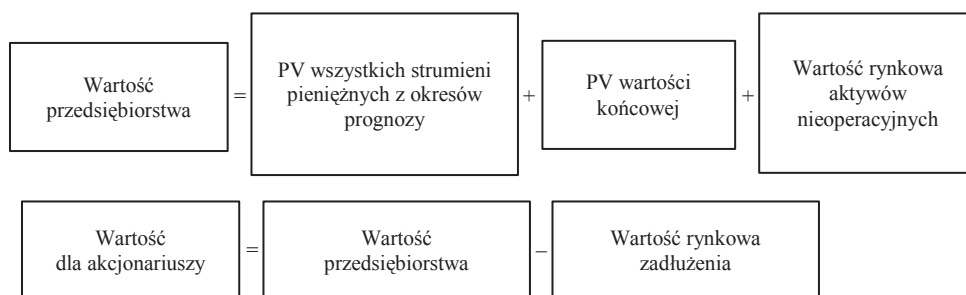 Wartość
przedsiębiorstwa
=
PV wszystkich strumieni
pieniężnych z okresów
prognozy
+
PV wartości
końcowej
+
Wartość rynkowa
aktywów
nieoperacyjnych
Wartość
dla akcjonariuszy
=
Wartość
przedsiębiorstwa
–
Wartość rynkowa
zadłużenia